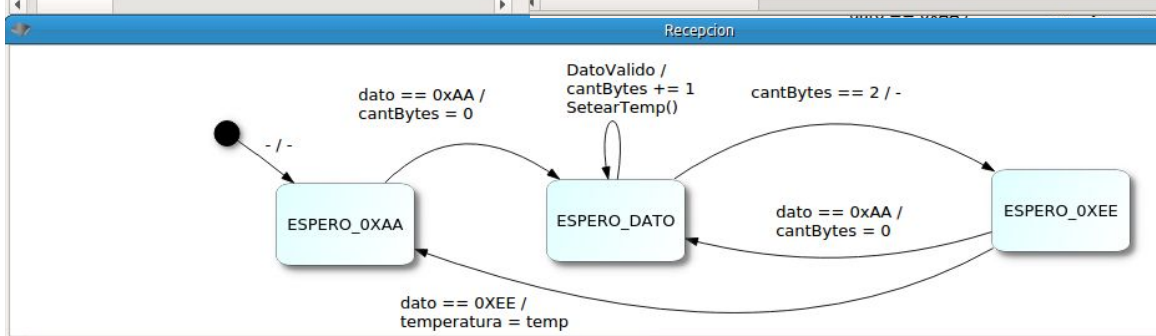 Recepcion
DatoValido /
cantBytes += 1
SetearTemp()
dato == 0xAA /
cantBytes = 0
cantBytes == 2 / -
- / -
ESPERO_0XAA
ESPERO_DATO
ESPERO_0XEE
dato == 0xAA /
cantBytes = 0
dato == 0XEE /
temperatura = temp